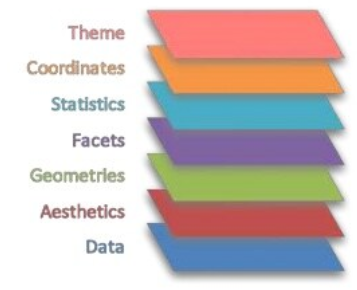 Theme
Coordinates
Statistics
Facets
Geometries
Aesthetics
Data